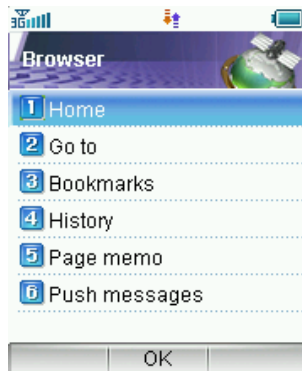 3G
Browser
1 Home
2 Go to
3 Bookmarks
4 History
5 Page memo
6 Push messages
OK